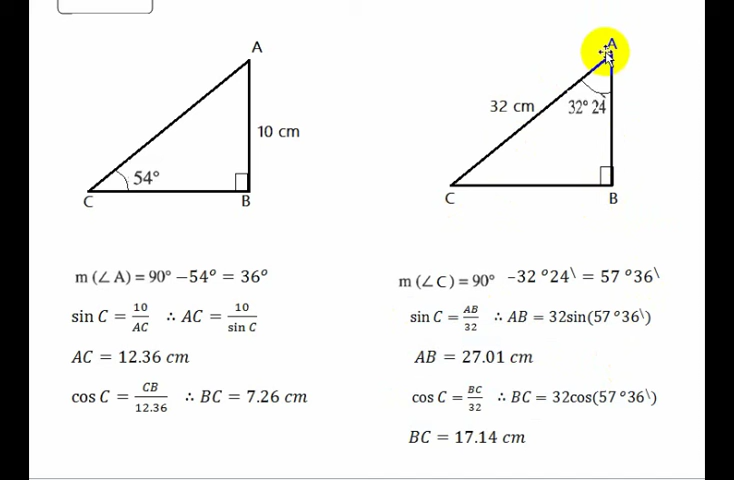 A
10 cm
54°
C
B
A
32 cm
32° 24
C
B
m (∠ A) = 90° −54° = 36°
sin C = 10/AC ∴ AC = 10/sin C
AC = 12.36 cm
cos C = CB/12.36 ∴ BC = 7.26 cm
m (∠ C) = 90° −32 °24\ = 57 °36\
sin C = AB/32 ∴ AB = 32sin(57 °36\)
AB = 27.01 cm
cos C = BC/32 ∴ BC = 32cos(57 °36\)
BC = 17.14 cm